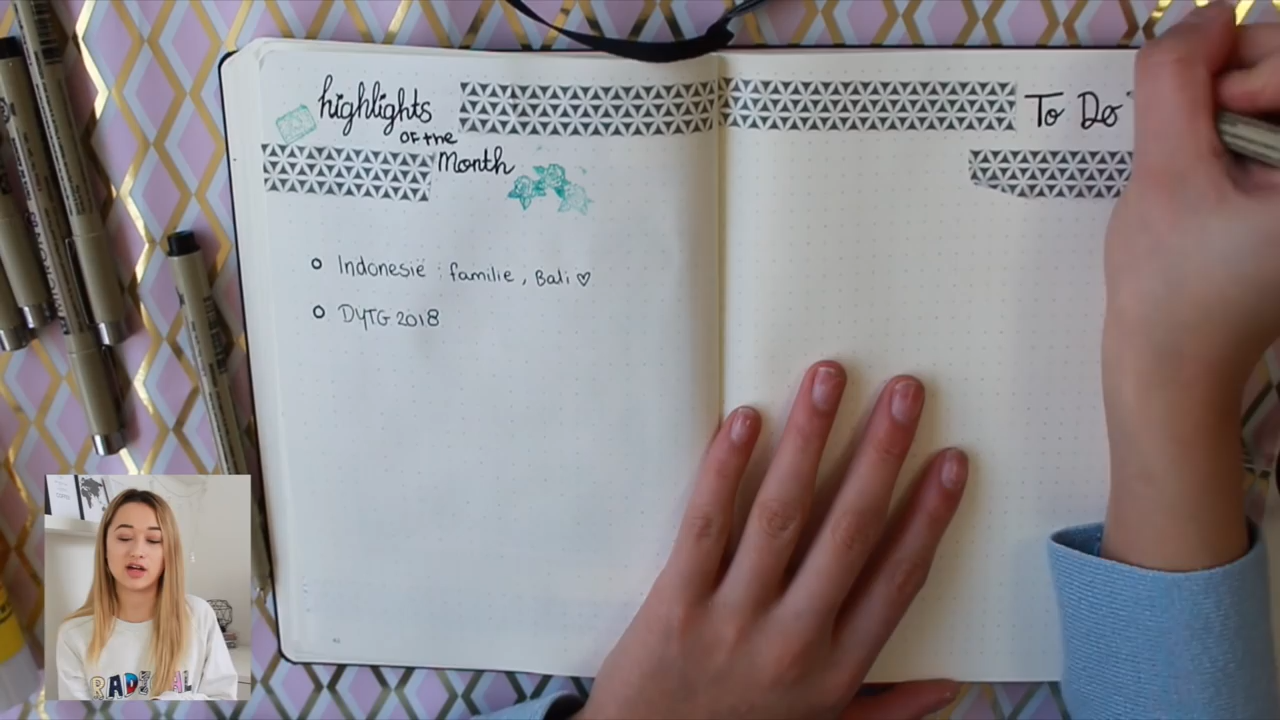 highlights
OF the
Month
Indonesië : familie, Bali ♡
DYTG 2018
To Do